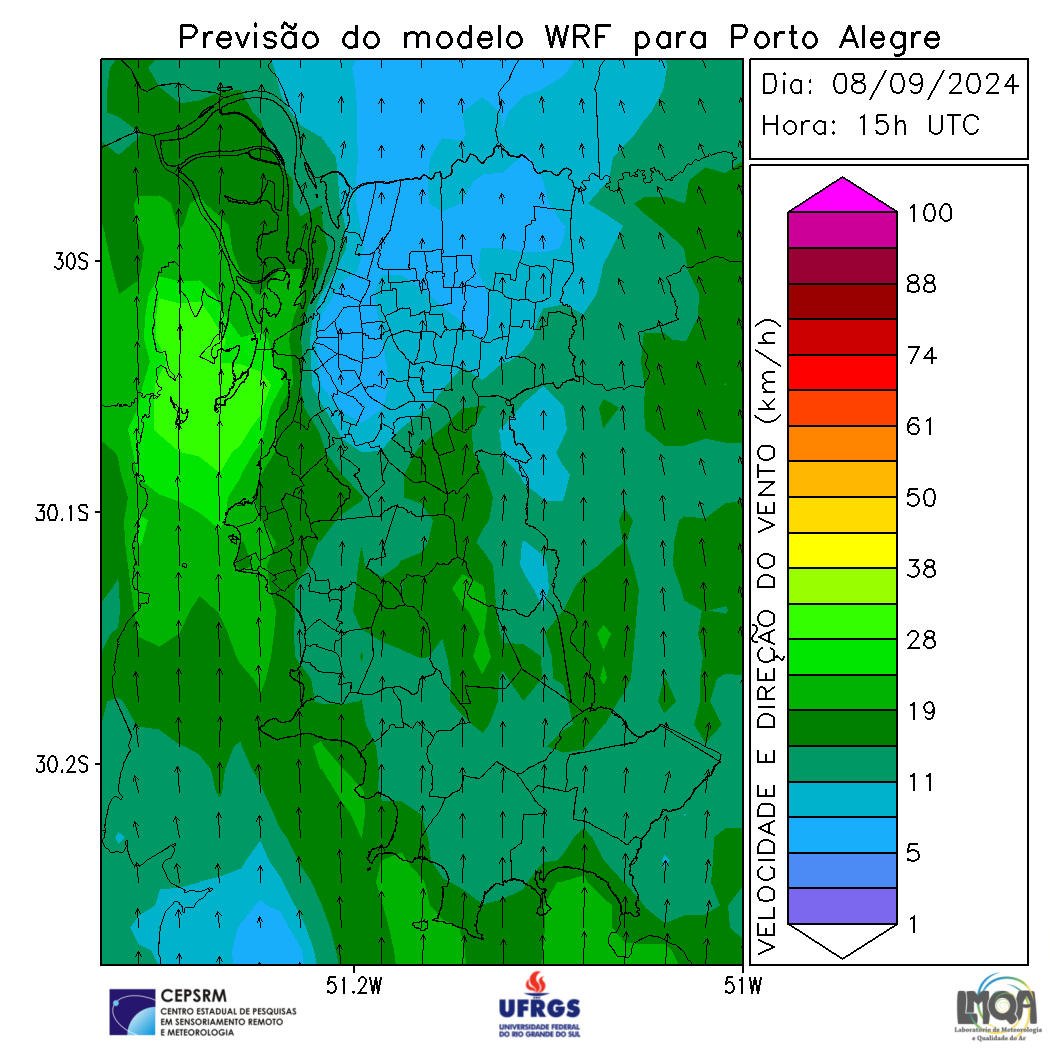 Previsão do modelo WRF para Porto Alegre
Dia: 08/09/2024
Hora: 15h UTC
30S
30.1S
30.2S
51.2W
51W
VELOCIDADE E DIREÇÃO DO VENTO (km/h)
100
88
74
61
50
38
28
19
11
5
1
CEPSRM
CENTRO ESTADUAL DE PESQUISAS
EM SENSORIAMENTO REMOTO
E METEOROLOGIA
UFRGS
UNIVERSIDADE FEDERAL
DO RIO GRANDE DO SUL
LMQA
Laboratório de Meteorologia
e Qualidade do Ar